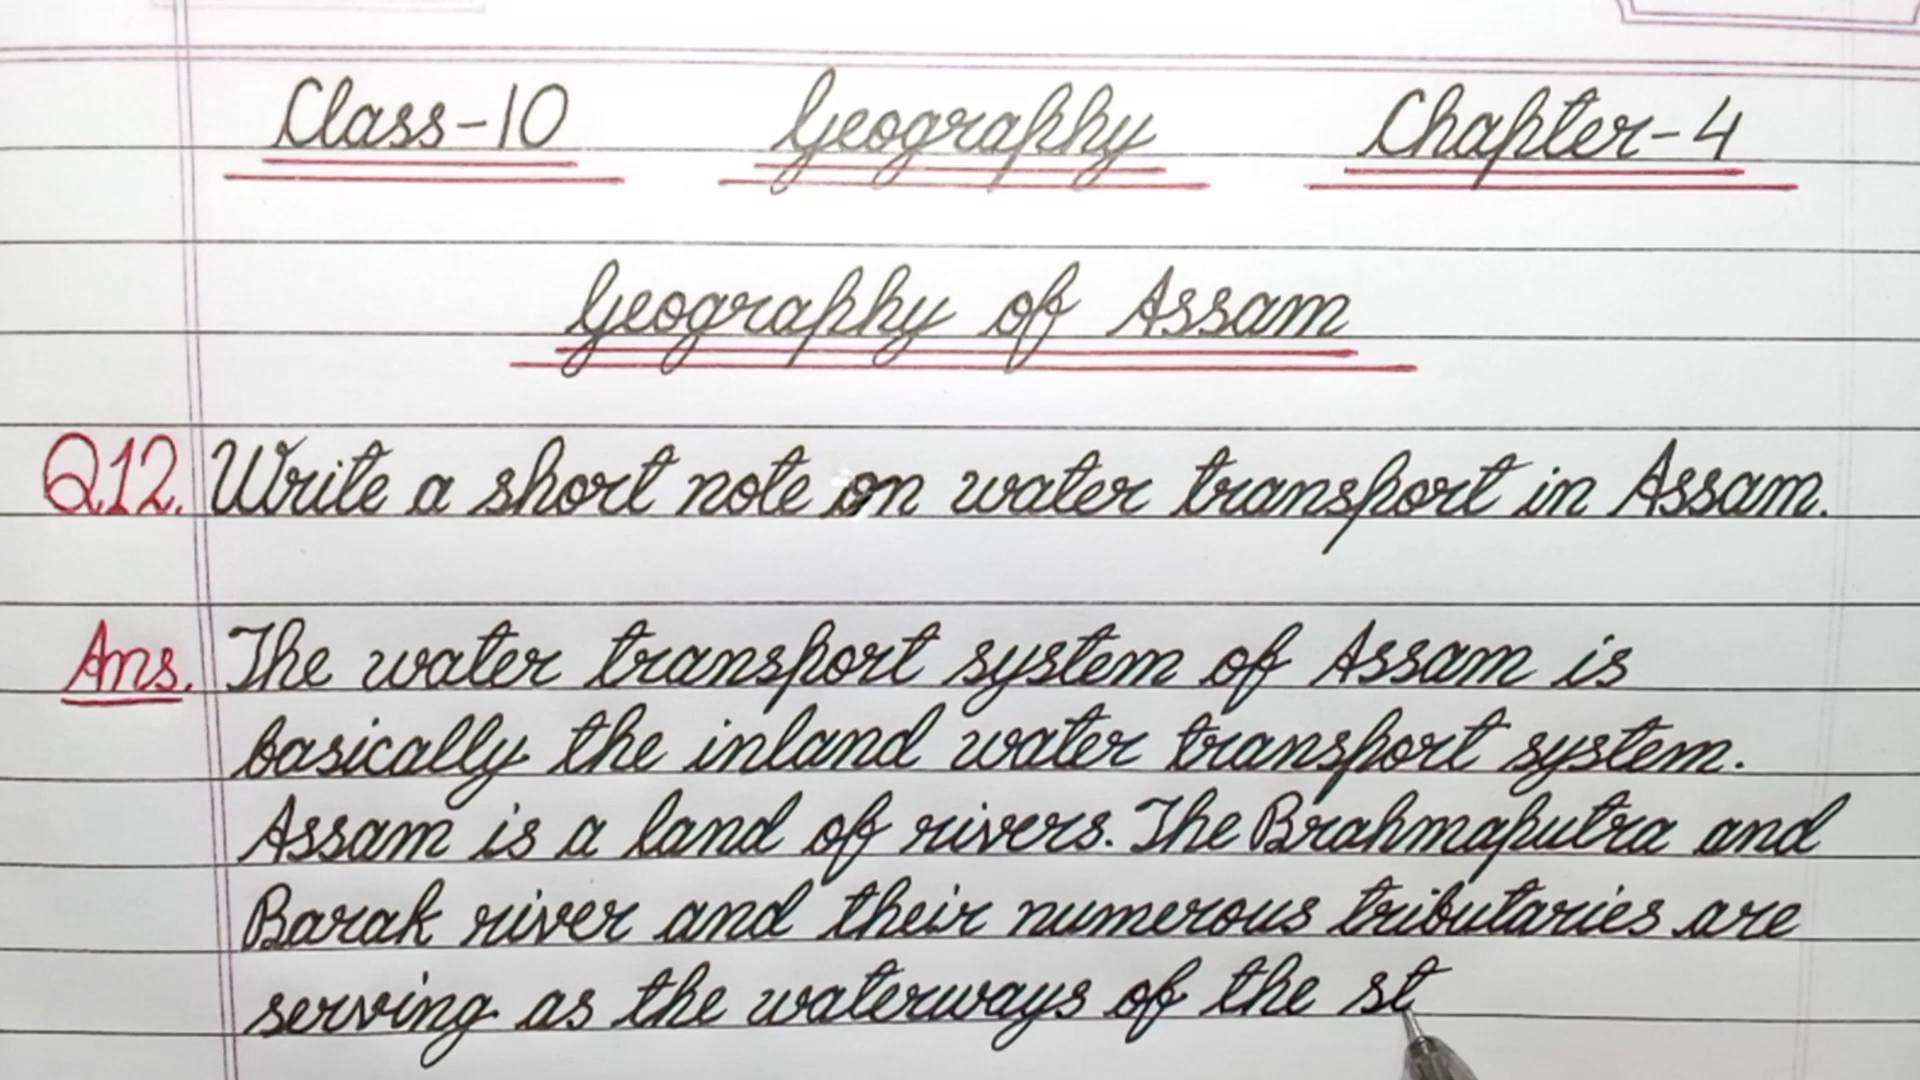 Class-10 Geography Chapter-4
Geography of Assam
Q12. Write a short note on water transport in Assam.
Ans. The water transport system of Assam is
basically the inland water transport system.
Assam is a land of rivers. The Brahmaputra and
Barak river and their numerous tributaries are
serving as the waterways of the st